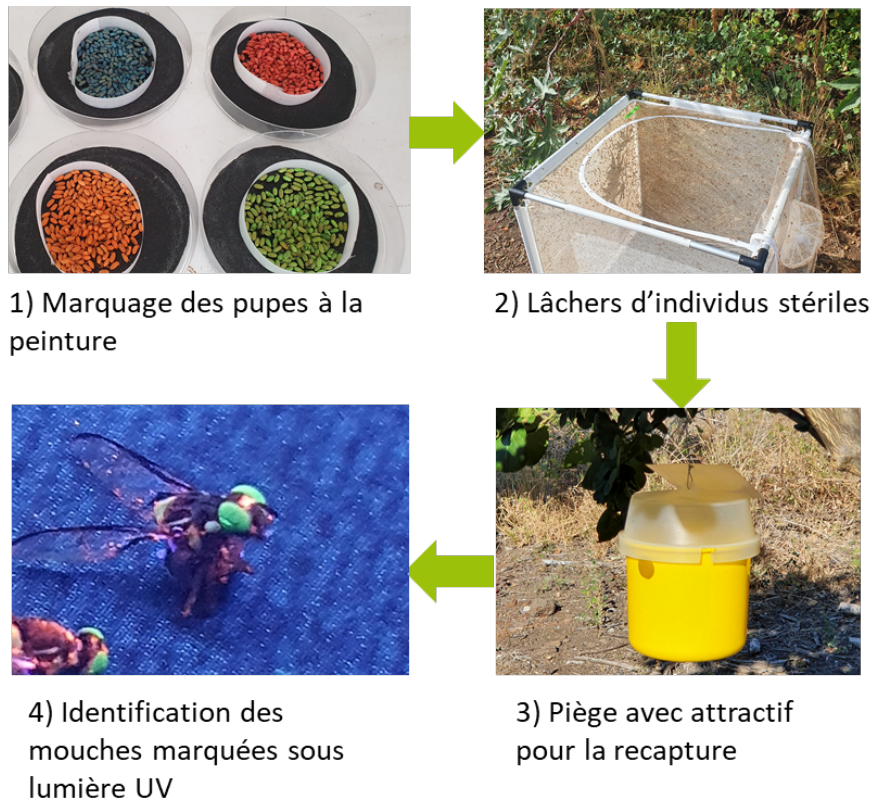 1) Marquage des pupes à la
peinture
2) Lâchers d’individus stériles
3) Piège avec attractif
pour la recapture
4) Identification des
mouches marquées sous
lumière UV